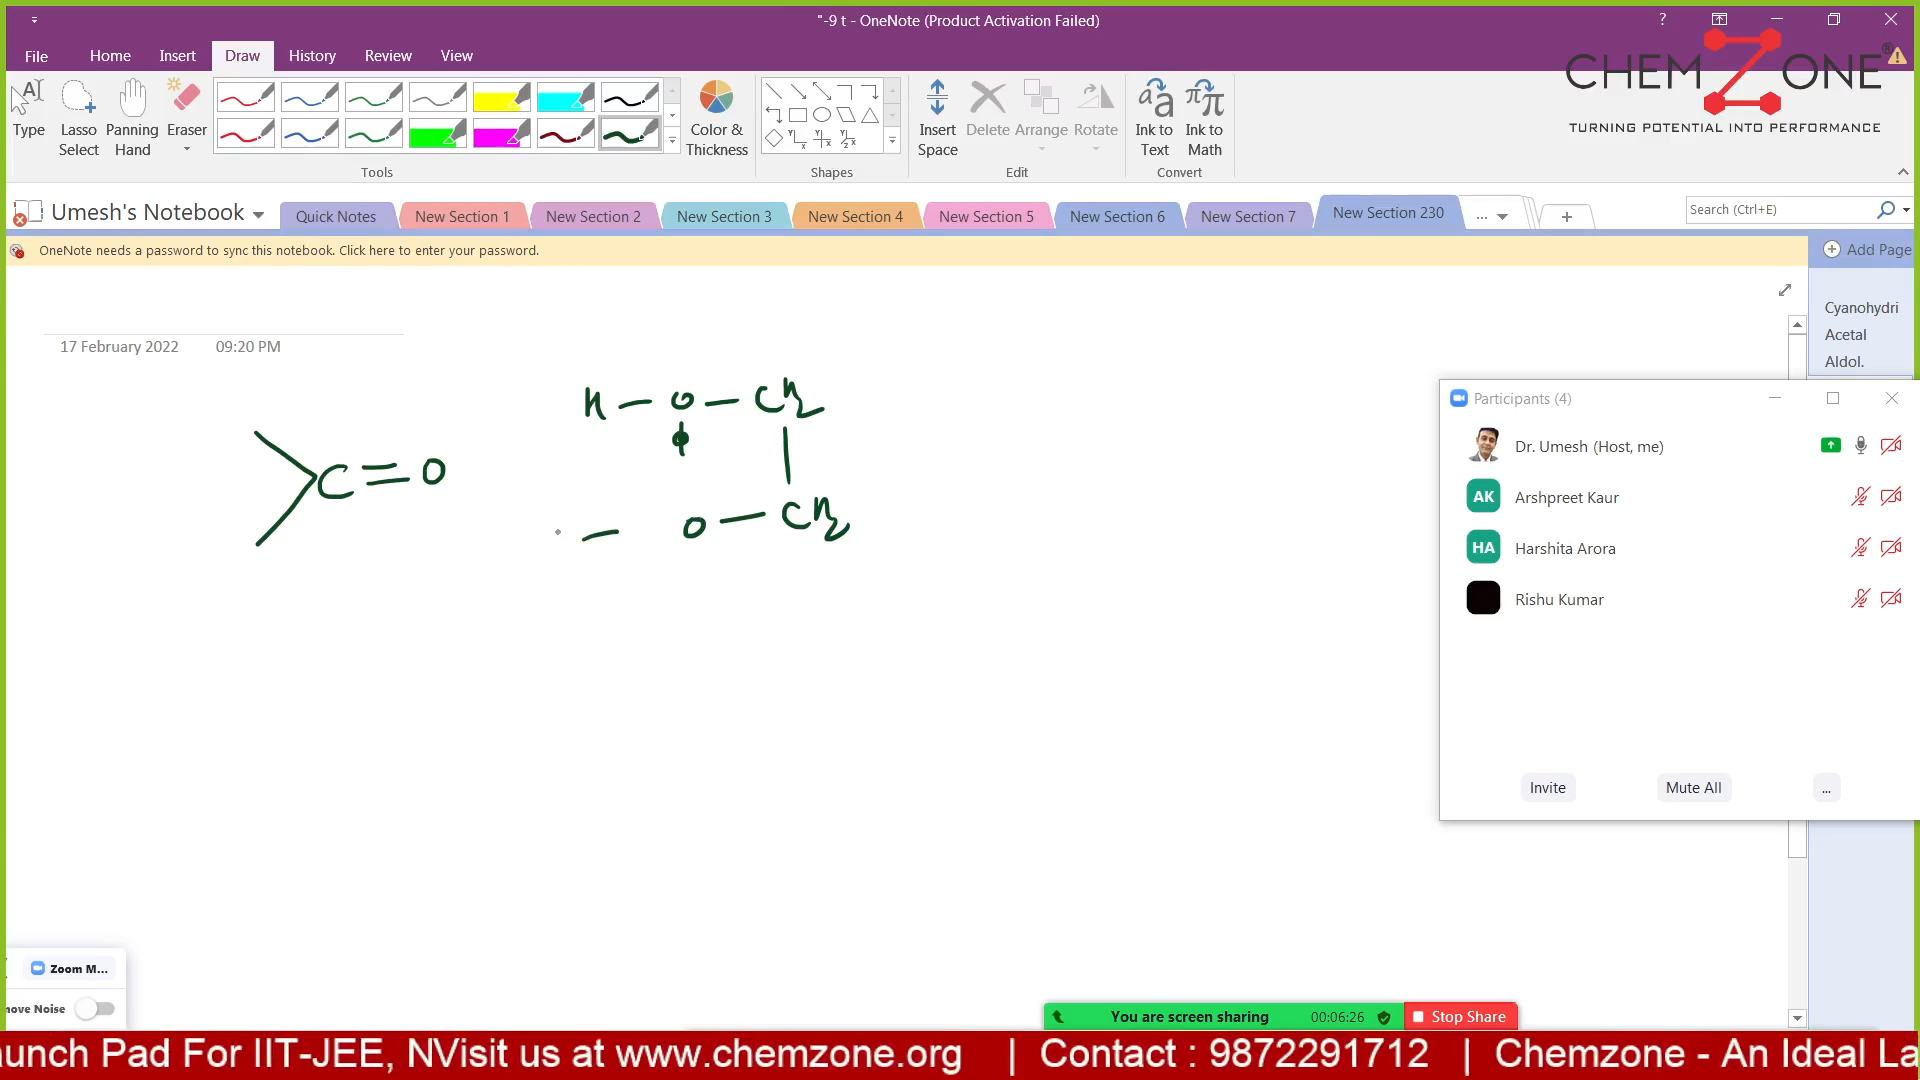 "-9 t - OneNote (Product Activation Failed)
File Home Insert Draw History Review View
CHEMZONE®
TURNING POTENTIAL INTO PERFORMANCE
Type
Lasso Select
Panning Hand
Eraser
Color & Thickness
Insert Space
Delete
Arrange
Rotate
Ink to Text
Ink to Math
Tools Shapes Edit Convert
Umesh's Notebook
Quick Notes New Section 1 New Section 2 New Section 3 New Section 4 New Section 5 New Section 6 New Section 7 New Section 230 ... +
Search (Ctrl+E)
OneNote needs a password to sync this notebook. Click here to enter your password.
Add Page
Cyanohydri
Acetal
Aldol.
17 February 2022 09:20 PM
H - O - CH2
C = O
O - CH2
Participants (4)
Dr. Umesh (Host, me)
AK Arshpreet Kaur
HA Harshita Arora
Rishu Kumar
Invite Mute All ...
Zoom M...
nove Noise
You are screen sharing 00:06:26 Stop Share
unch Pad For IIT-JEE, NVisit us at www.chemzone.org | Contact : 9872291712 | Chemzone - An Ideal La